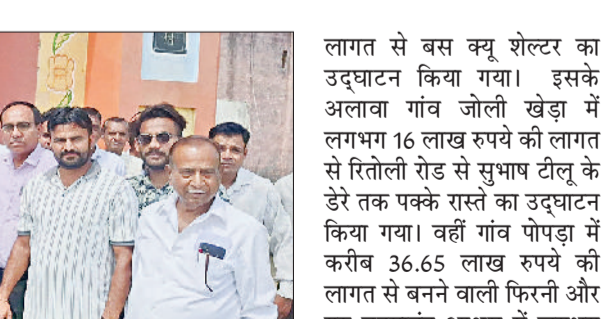 लागत से बस क्यू शेल्टर का
उद्घाटन किया गया। इसके
अलावा गांव जोली खेड़ा में
लगभग 16 लाख रुपये की लागत
से रितोली रोड से सुभाष टीलू के
डेरे तक पक्के रास्ते का उद्घाटन
किया गया। वहीं गांव पोपड़ा में
करीब 36.65 लाख रुपये की
लागत से बनने वाली फिरनी और